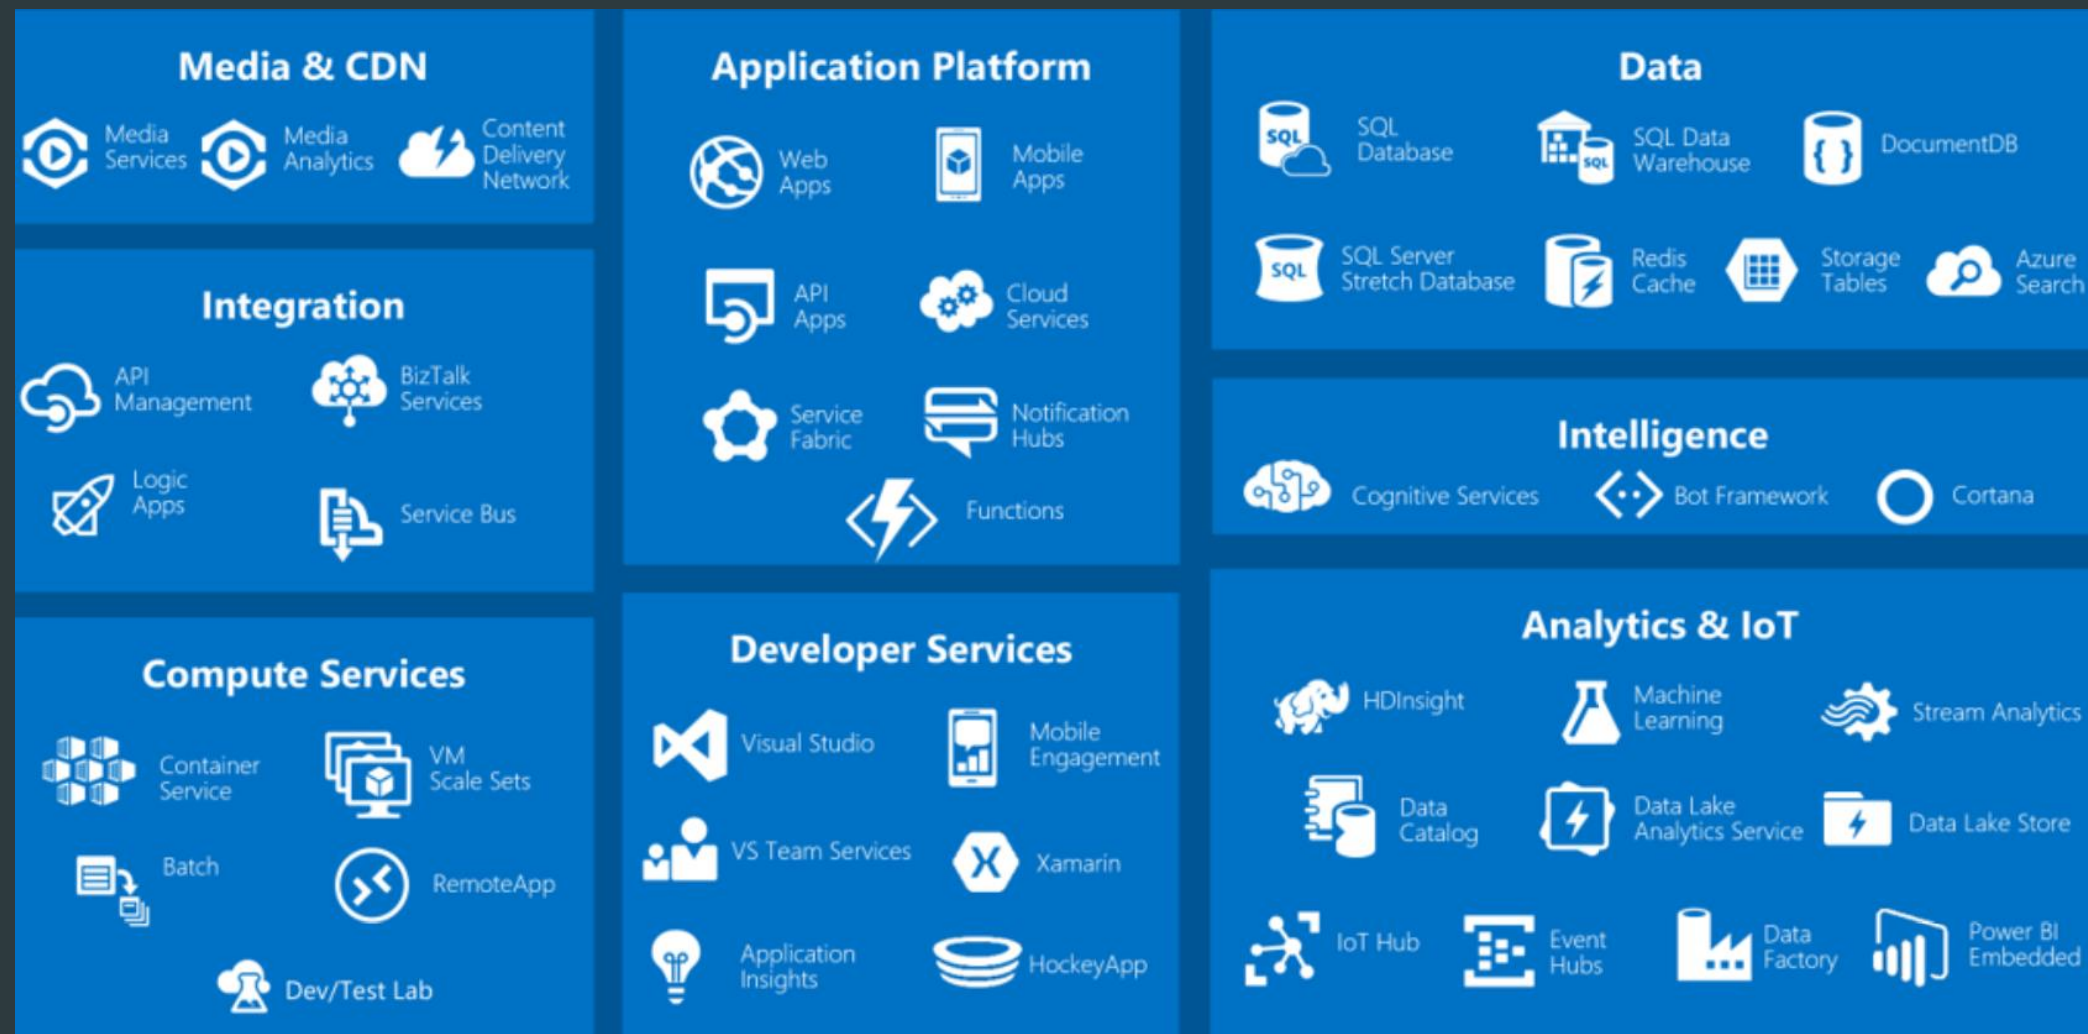 Media & CDN
Media
Services
Media
Analytics
Content
Delivery
Network
Integration
API
Management
BizTalk
Services
Logic
Apps
Service Bus
Compute Services
Container
Service
VM
Scale Sets
Batch
RemoteApp
Dev/Test Lab
Application Platform
Web
Apps
Mobile
Apps
API
Apps
Cloud
Services
Service
Fabric
Notification
Hubs
Functions
Developer Services
Visual Studio
Mobile
Engagement
VS Team Services
Xamarin
Application
Insights
HockeyApp
Data
SQL
SQL
Database
SQL
SQL Data
Warehouse
DocumentDB
SQL
SQL Server
Stretch Database
Redis
Cache
Storage
Tables
Azure
Search
Intelligence
Cognitive Services
Bot Framework
Cortana
Analytics & IoT
HDInsight
Machine
Learning
Stream Analytics
Data
Catalog
Data Lake
Analytics Service
Data Lake Store
IoT Hub
Event
Hubs
Data
Factory
Power BI
Embedded